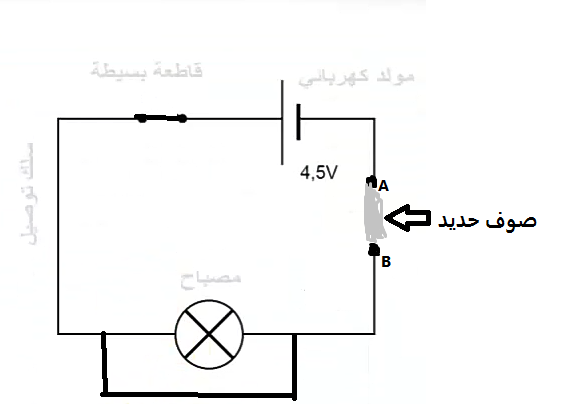 قاطعة بسيطة
مولد كهربائي
4,5V
A
صوف حديد
B
سلك توصيل
مصباح